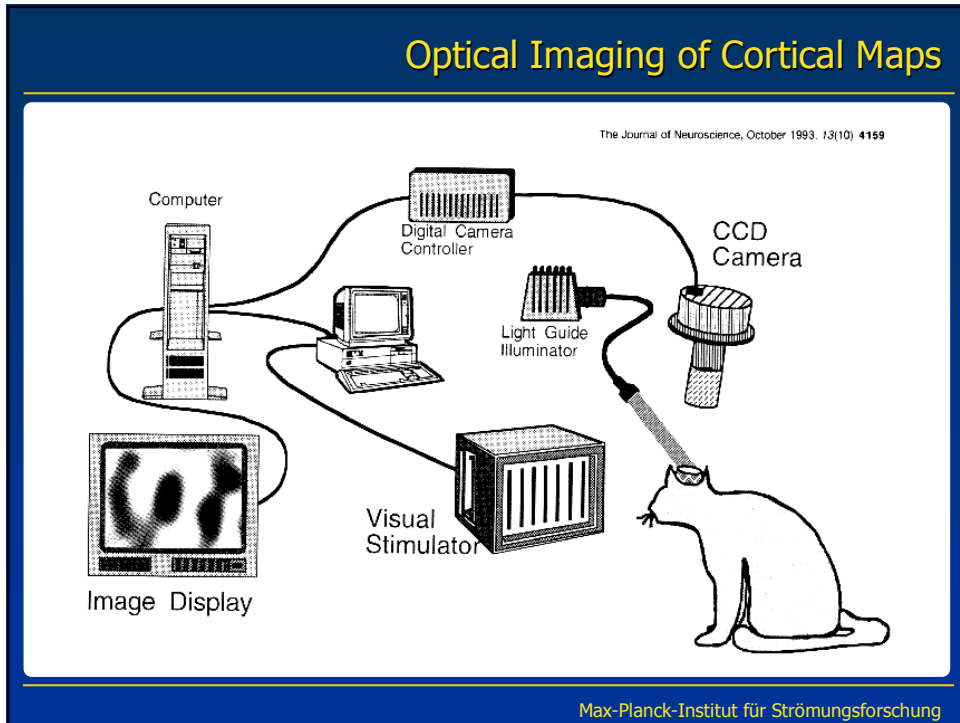 Optical Imaging of Cortical Maps
The Journal of Neuroscience, October 1993. 13(10) 4159
Computer
Digital Camera
Controller
CCD
Camera
Light Guide
Illuminator
Visual
Stimulator
Image Display
Max-Planck-Institut für Strömungsforschung